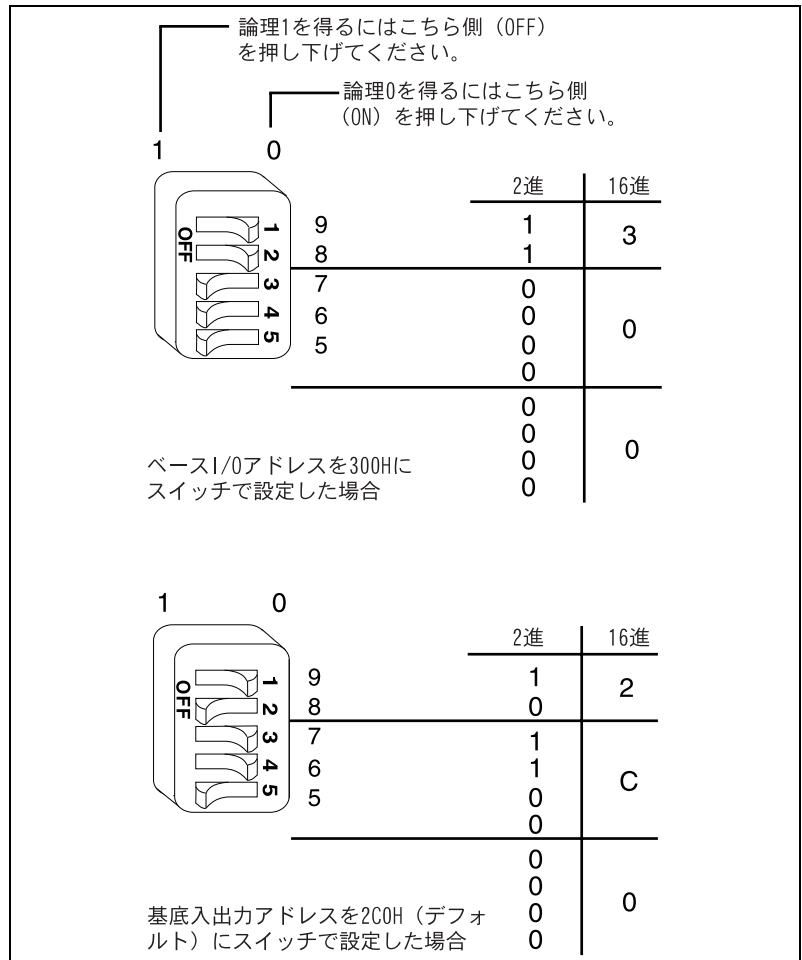 論理1を得るにはこちら側（OFF）
を押し下げてください。
論理0を得るにはこちら側
（ON）を押し下げてください。
1 0
2進 16進
OFF
1 9 1 3
2 8 1
3 7 0
4 6 0 0
5 5 0
0
0
0
0 0
0
ベースI/Oアドレスを300Hに
スイッチで設定した場合
1 0
2進 16進
OFF
1 9 1 2
2 8 0
3 7 1
4 6 1 C
5 5 0
0
0
0
0 0
0
基底入出力アドレスを2C0H（デフォ
ルト）にスイッチで設定した場合